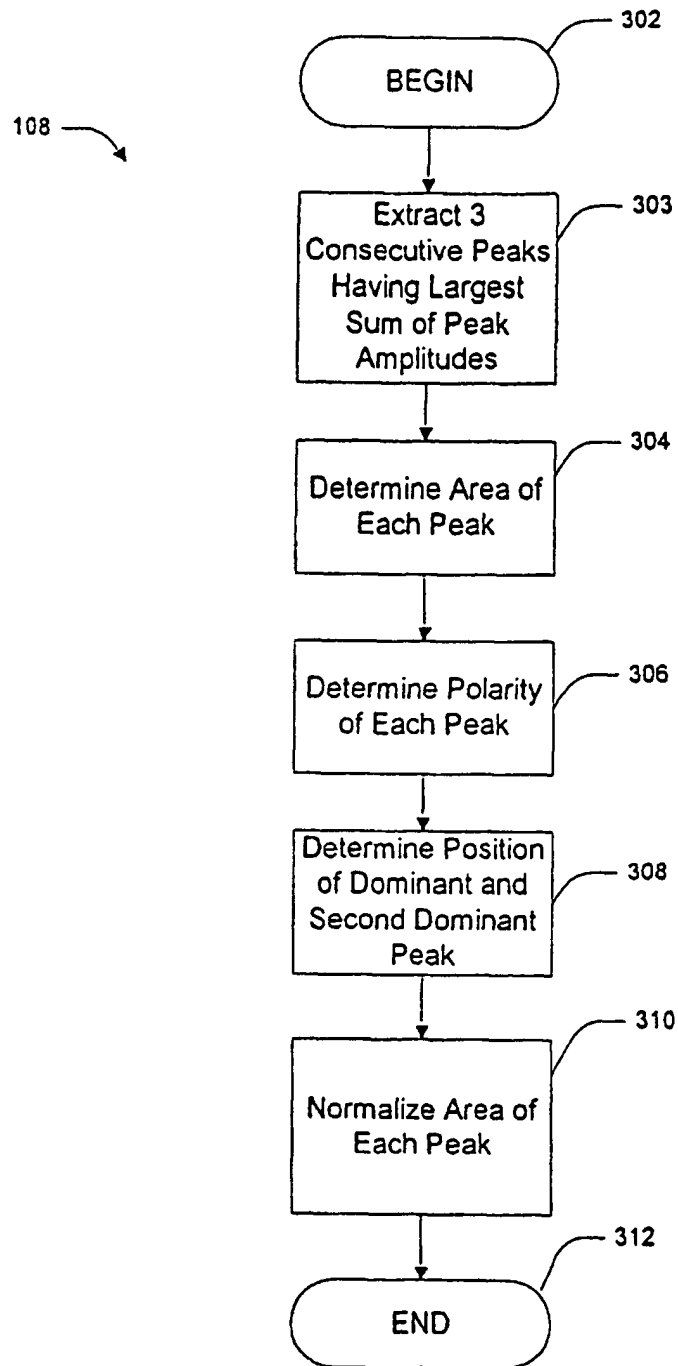 302
BEGIN
108
303
Extract 3
Consecutive Peaks
Having Largest
Sum of Peak
Amplitudes
304
Determine Area of
Each Peak
306
Determine Polarity
of Each Peak
308
Determine Position
of Dominant and
Second Dominant
Peak
310
Normalize Area of
Each Peak
312
END